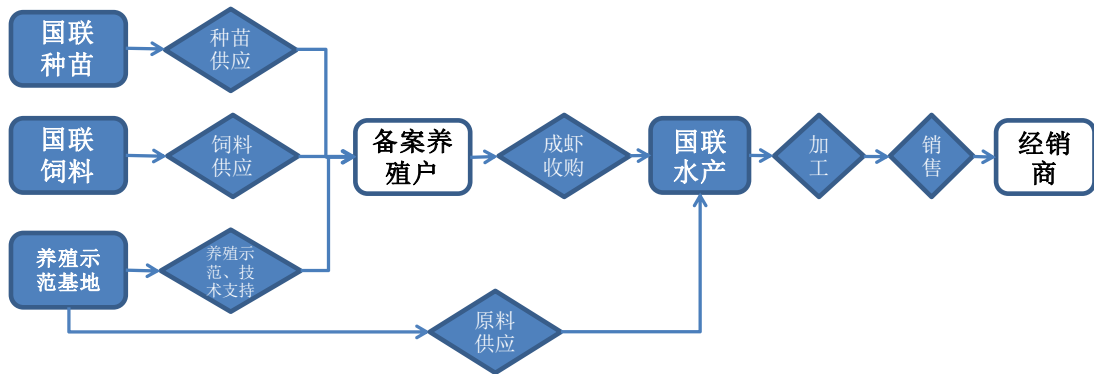 国联
种苗
种苗
供应
国联
饲料
饲料
供应
备案养
殖户
成虾
收购
国联
水产
加
工
销
售
经销
商
养殖示
范基地
养殖示
范、技
术支持
原料
供应